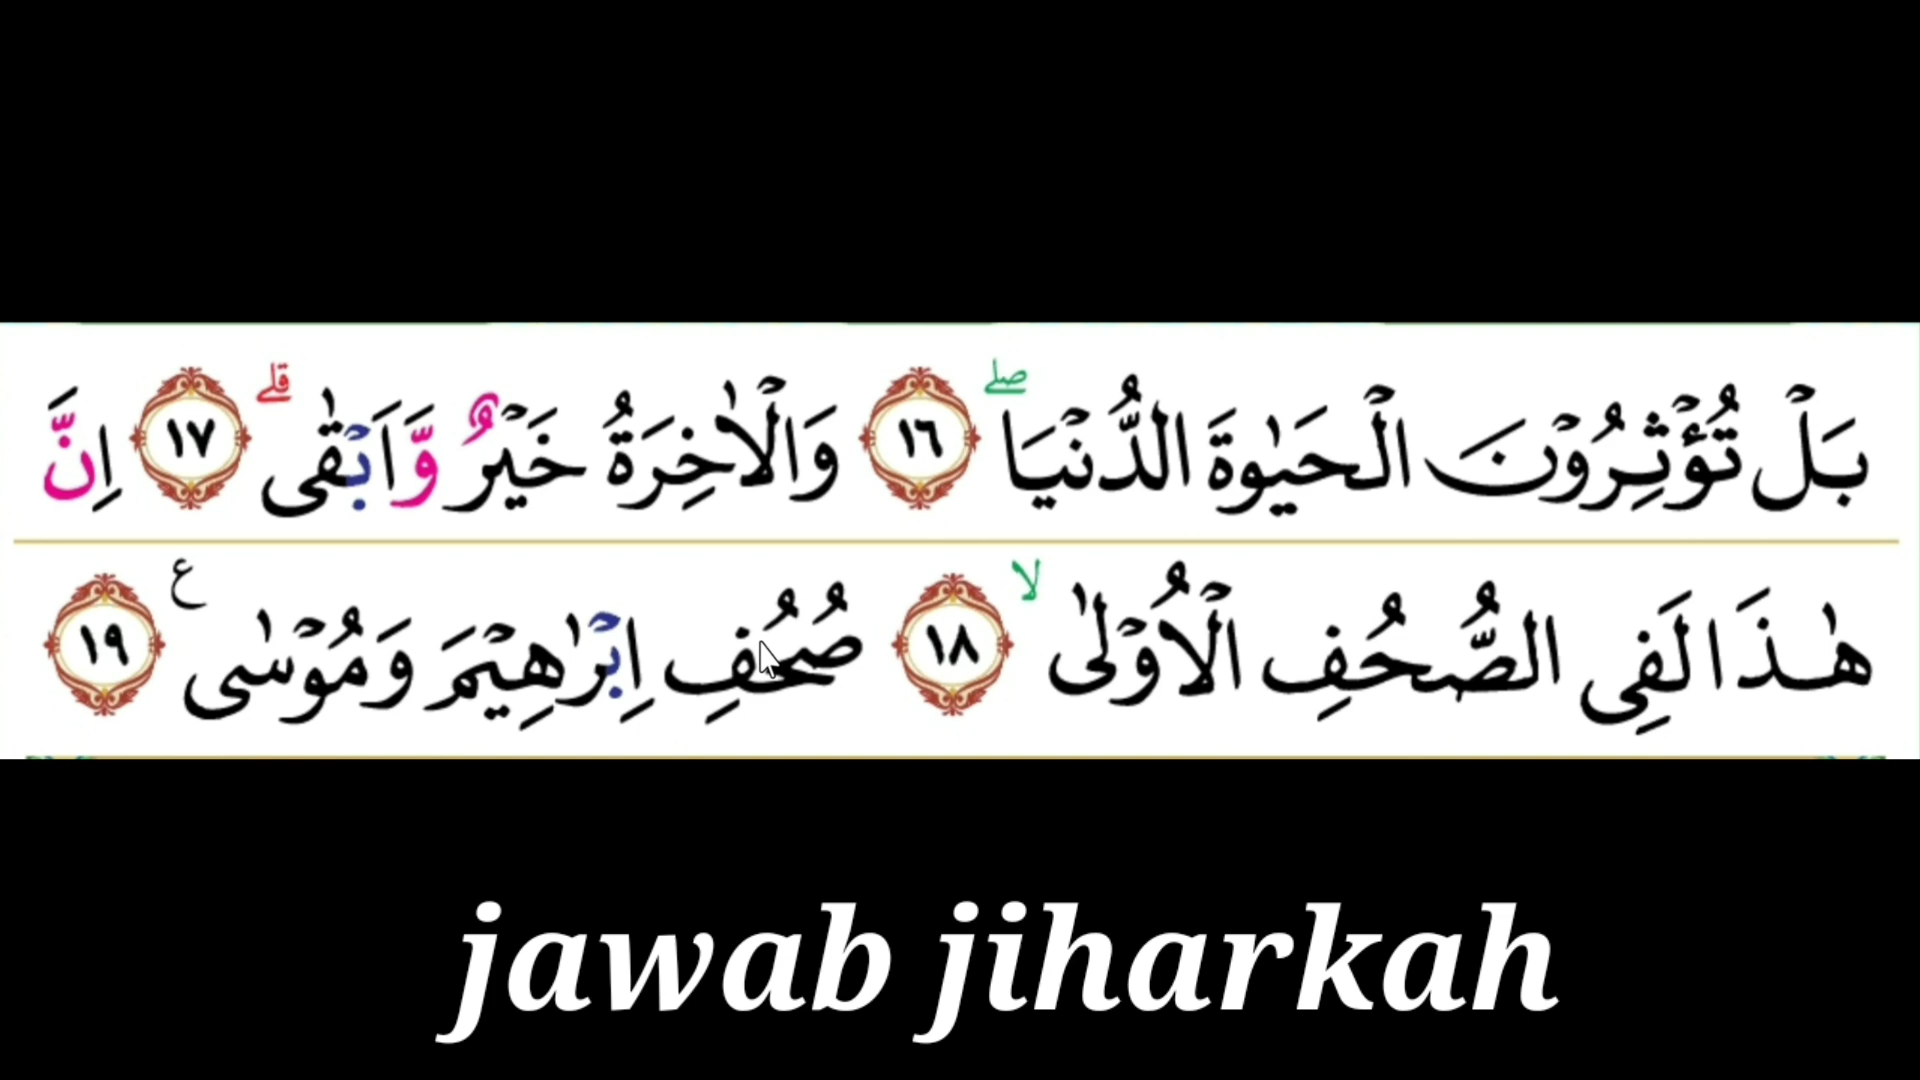 بَلْ تُؤْثِرُوْنَ الْحَيٰوةَ الدُّنْيَاۖ ١٦ وَالْاٰخِرَةُ خَيْرٌ وَّاَبْقٰىۗ ١٧ اِنَّ
هٰذَا لَفِى الصُّحُفِ الْاُوْلٰىۙ ١٨ صُحُفِ اِبْرٰهِيْمَ وَمُوْسٰى ࣖ ١٩
jawab jiharkah